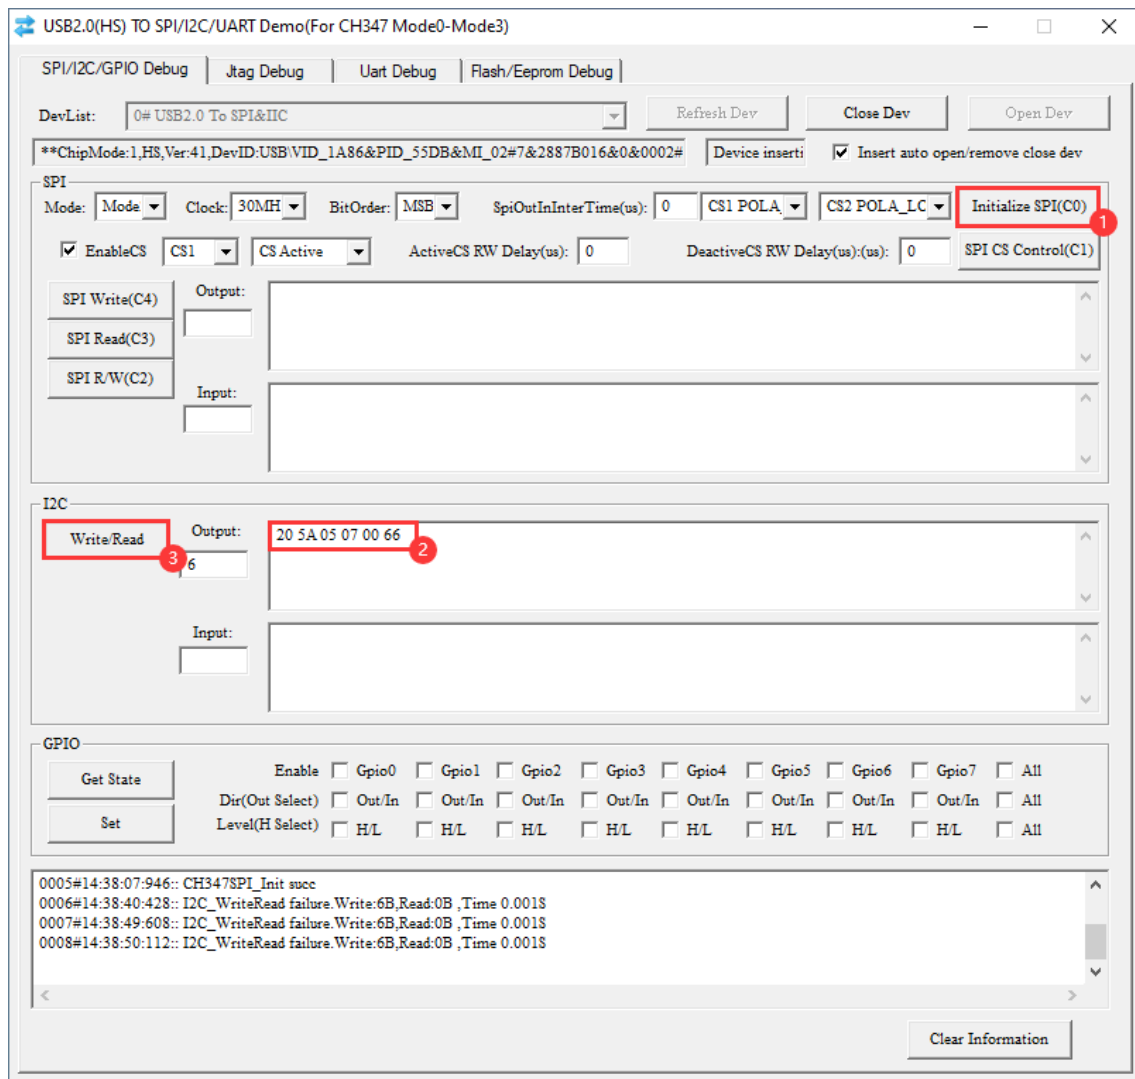 USB2.0(HS) TO SPI/I2C/UART Demo(For CH347 Mode0-Mode3)
SPI/I2C/GPIO Debug Jtag Debug Uart Debug Flash/Eeprom Debug
DevList: 0# USB2.0 To SPI&IIC Refresh Dev Close Dev Open Dev
**ChipMode:1,HS,Ver:41,DevID:USB\VID_1A86&PID_55DB&MI_02#7&2887B016&0&0002# Device inserti Insert auto open/remove close dev
SPI
Mode: Mode Clock: 30MH BitOrder: MSB SpiOutInInterTime(us): 0 CS1 POLA_ CS2 POLA_LC Initialize SPI(C0)
1
EnableCS CS1 CS Active ActiveCS RW Delay(us): 0 DeactiveCS RW Delay(us):(us): 0 SPI CS Control(C1)
SPI Write(C4) Output:
SPI Read(C3)
SPI R/W(C2)
Input:
I2C
Write/Read Output: 20 5A 05 07 00 66
3 6 2
Input:
GPIO
Get State Enable Gpio0 Gpio1 Gpio2 Gpio3 Gpio4 Gpio5 Gpio6 Gpio7 All
Dir(Out Select) Out/In Out/In Out/In Out/In Out/In Out/In Out/In Out/In All
Set Level(H Select) H/L H/L H/L H/L H/L H/L H/L H/L All
0005#14:38:07:946:: CH347SPI_Init succ
0006#14:38:40:428:: I2C_WriteRead failure.Write:6B,Read:0B ,Time 0.001S
0007#14:38:49:608:: I2C_WriteRead failure.Write:6B,Read:0B ,Time 0.001S
0008#14:38:50:112:: I2C_WriteRead failure.Write:6B,Read:0B ,Time 0.001S
Clear Information